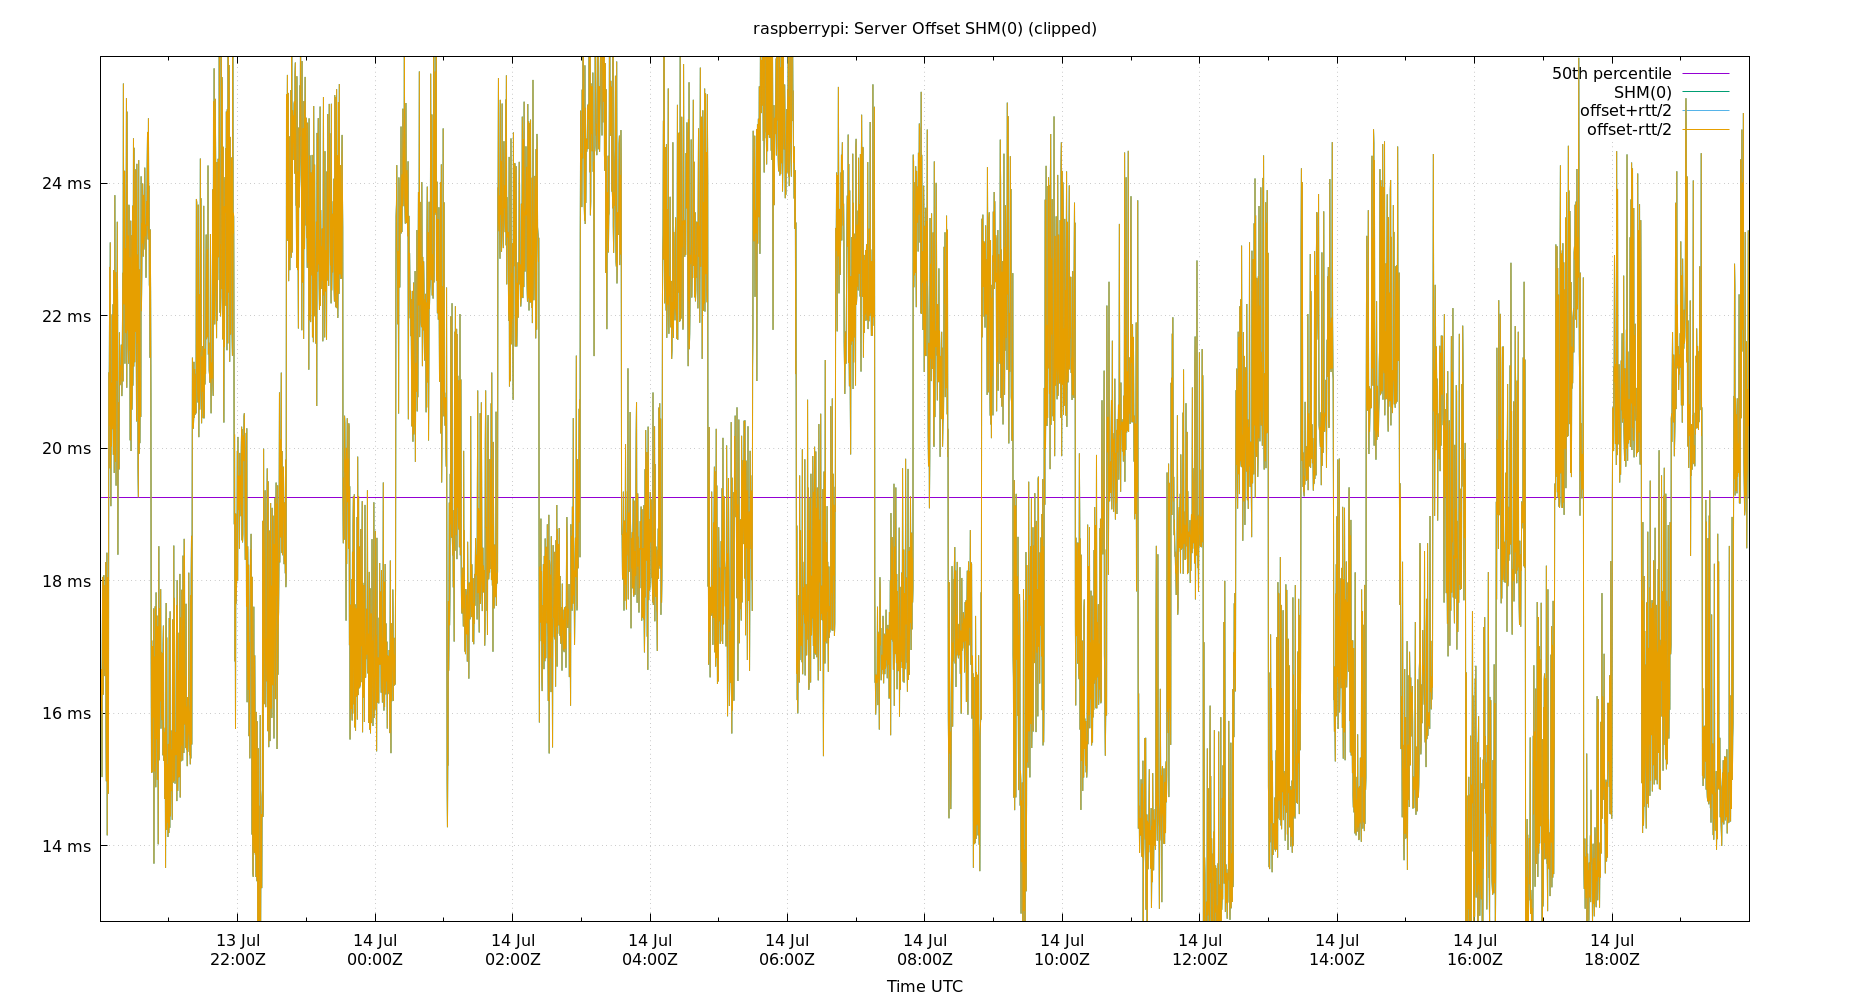 raspberrypi: Server Offset SHM(0) (clipped)
50th percentile
SHM(0)
offset+rtt/2
offset-rtt/2
24 ms
22 ms
20 ms
18 ms
16 ms
14 ms
13 Jul 14 Jul 14 Jul 14 Jul 14 Jul 14 Jul 14 Jul 14 Jul 14 Jul 14 Jul 14 Jul
22:00Z 00:00Z 02:00Z 04:00Z 06:00Z 08:00Z 10:00Z 12:00Z 14:00Z 16:00Z 18:00Z
Time UTC